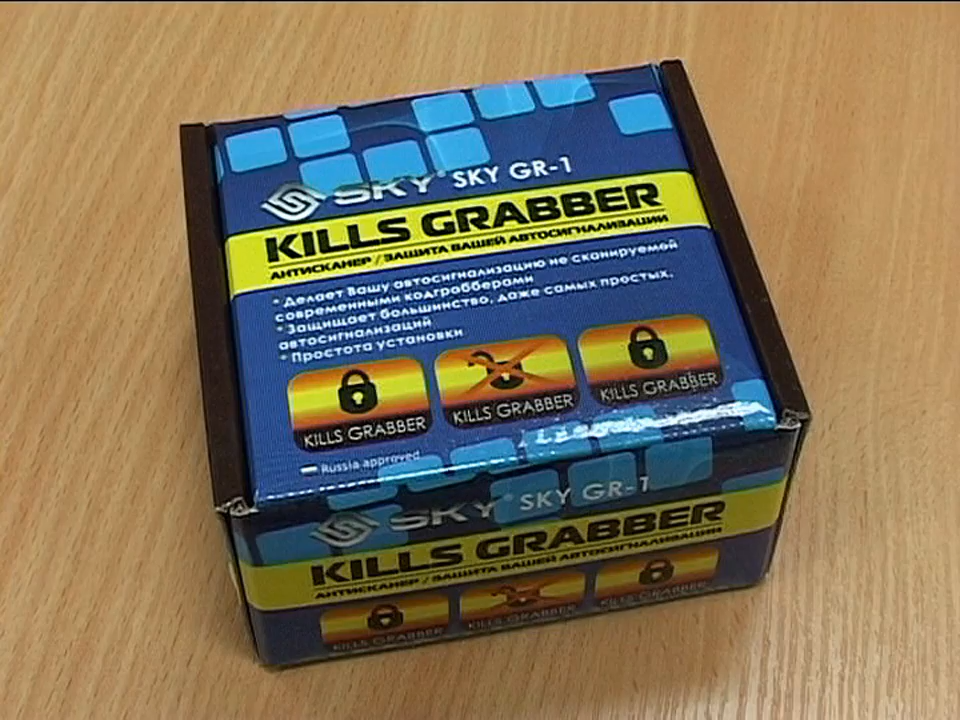 SKY® SKY GR-1
KILLS GRABBER
АНТИСКАНЕР / ЗАЩИТА ВАШЕЙ АВТОСИГНАЛИЗАЦИИ
• Делает Вашу автосигнализацию не сканируемой
современными кодграбберами
• Защищает большинство, даже самых простых,
автосигнализаций
• Простота установки
KILLS GRABBER KILLS GRABBER KILLS GRABBER
Russia approved
SKY® SKY GR-1
KILLS GRABBER
АНТИСКАНЕР / ЗАЩИТА ВАШЕЙ АВТОСИГНАЛИЗАЦИИ
KILLS GRABBER KILLS GRABBER KILLS GRABBER